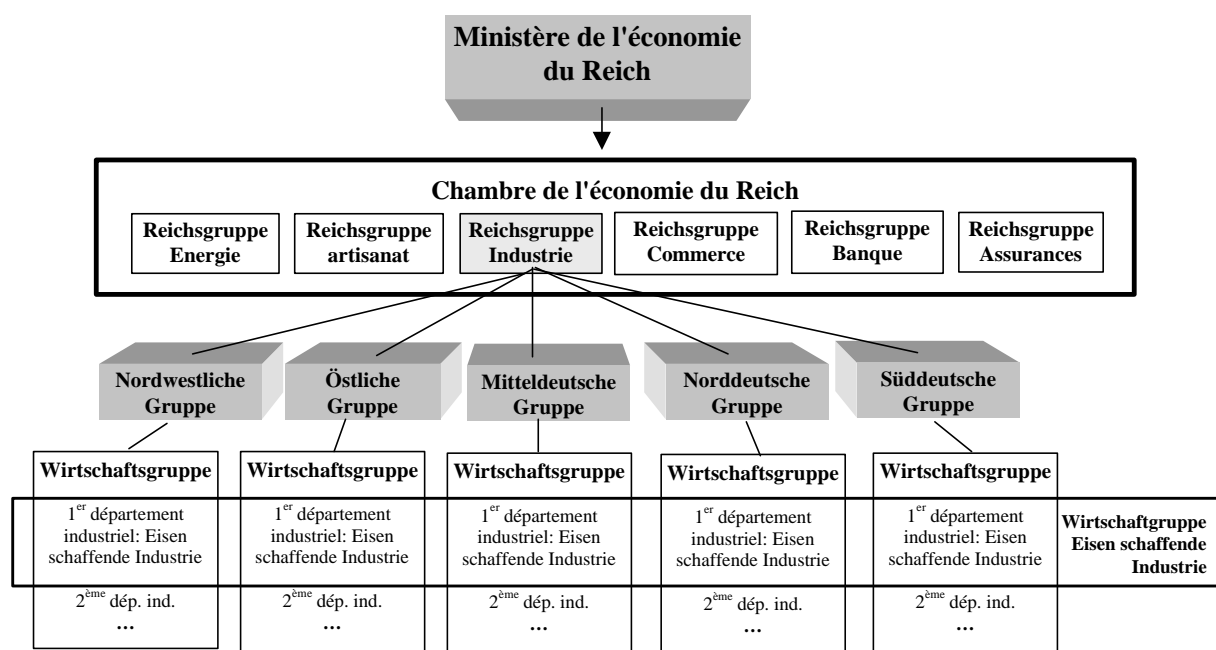 Ministère de l'économie
du Reich
Chambre de l'économie du Reich
Reichsgruppe
Energie
Reichsgruppe
artisanat
Reichsgruppe
Industrie
Reichsgruppe
Commerce
Reichsgruppe
Banque
Reichsgruppe
Assurances
Nordwestliche
Gruppe
Östliche
Gruppe
Mitteldeutsche
Gruppe
Norddeutsche
Gruppe
Süddeutsche
Gruppe
Wirtschaftsgruppe
1er département
industriel: Eisen
schaffende Industrie
2ème dép. ind.
...
Wirtschaftsgruppe
1er département
industriel: Eisen
schaffende Industrie
2ème dép. ind.
...
Wirtschaftsgruppe
1er département
industriel: Eisen
schaffende Industrie
2ème dép. ind.
...
Wirtschaftsgruppe
1er département
industriel: Eisen
schaffende Industrie
2ème dép. ind.
...
Wirtschaftsgruppe
1er département
industriel: Eisen
schaffende Industrie
2ème dép. ind.
...
Wirtschaftgruppe
Eisen schaffende
Industrie